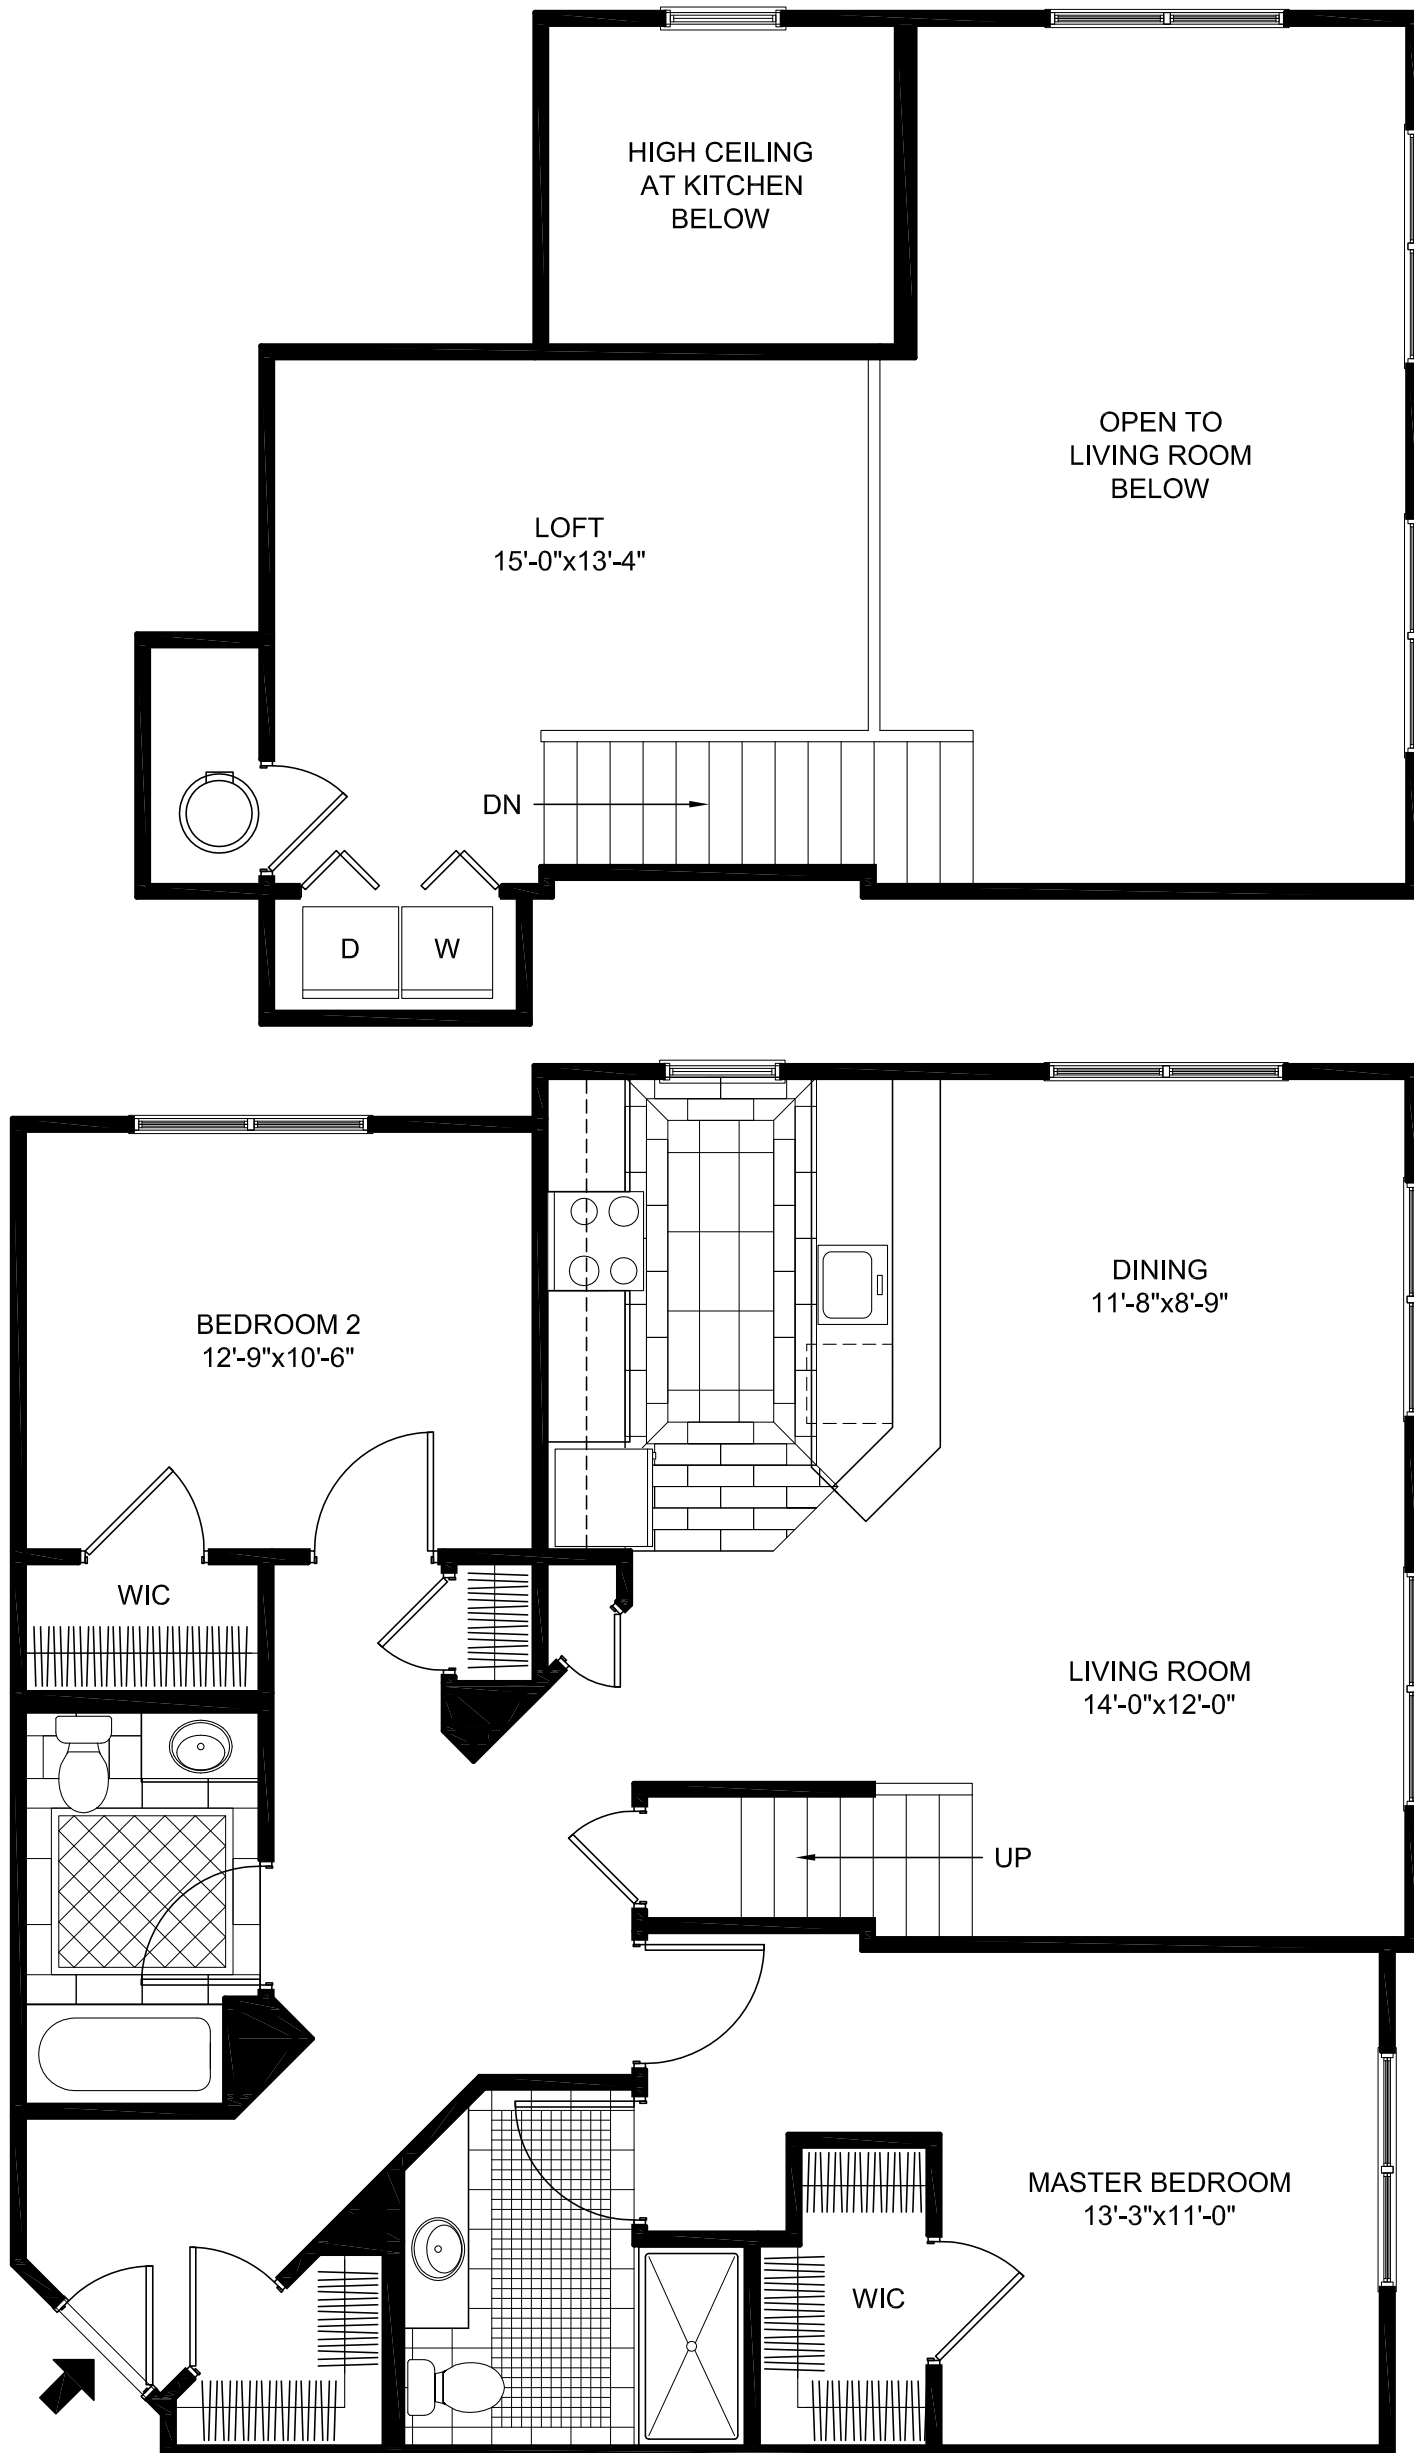 HIGH CEILING
AT KITCHEN
BELOW
OPEN TO
LIVING ROOM
BELOW
LOFT
15'-0"x13'-4"
DN
D
W
DINING
11'-8"x8'-9"
BEDROOM 2
12'-9"x10'-6"
WIC
LIVING ROOM
14'-0"x12'-0"
UP
MASTER BEDROOM
13'-3"x11'-0"
WIC